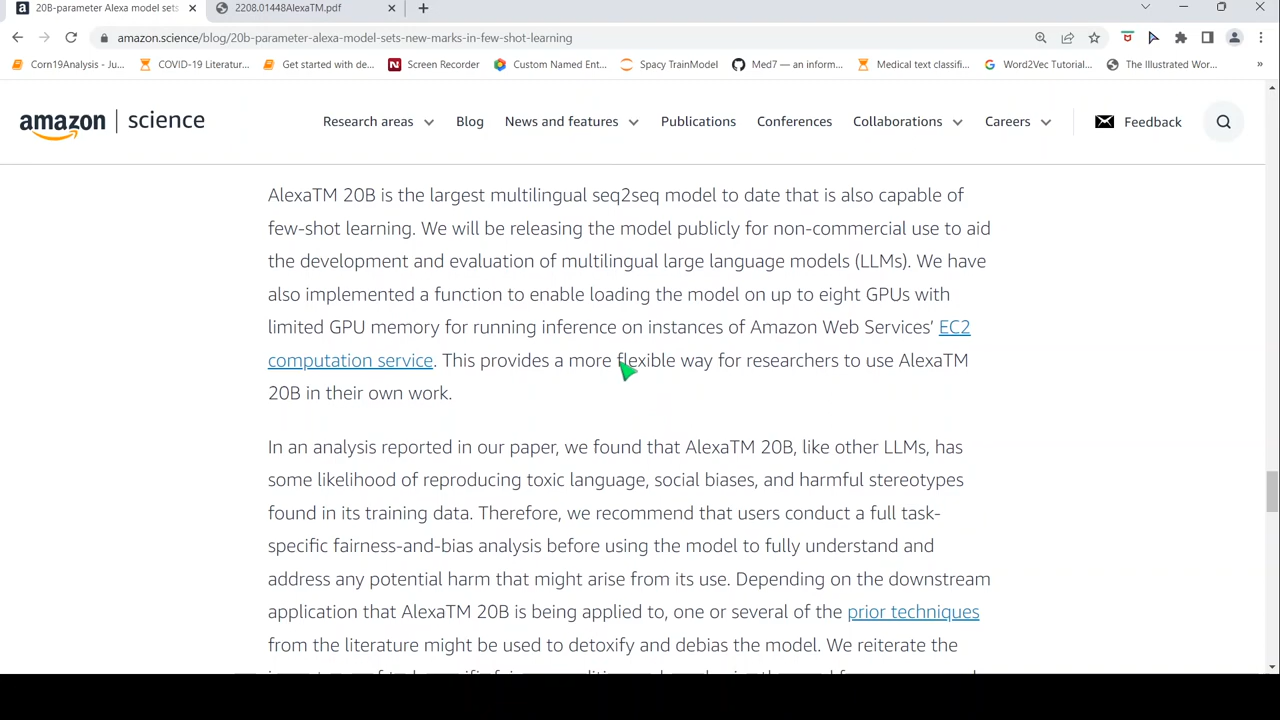 20B-parameter Alexa model sets
2208.01448AlexaTM.pdf
amazon.science/blog/20b-parameter-alexa-model-sets-new-marks-in-few-shot-learning
Corn19Analysis - Ju...
COVID-19 Literatur...
Get started with de...
Screen Recorder
Custom Named Ent...
Spacy TrainModel
Med7 — an inform...
Medical text classifi...
Word2Vec Tutorial...
The Illustrated Wor...
amazon | science
Research areas
Blog
News and features
Publications
Conferences
Collaborations
Careers
Feedback
AlexaTM 20B is the largest multilingual seq2seq model to date that is also capable of
few-shot learning. We will be releasing the model publicly for non-commercial use to aid
the development and evaluation of multilingual large language models (LLMs). We have
also implemented a function to enable loading the model on up to eight GPUs with
limited GPU memory for running inference on instances of Amazon Web Services’ EC2
computation service. This provides a more flexible way for researchers to use AlexaTM
20B in their own work.
In an analysis reported in our paper, we found that AlexaTM 20B, like other LLMs, has
some likelihood of reproducing toxic language, social biases, and harmful stereotypes
found in its training data. Therefore, we recommend that users conduct a full task-
specific fairness-and-bias analysis before using the model to fully understand and
address any potential harm that might arise from its use. Depending on the downstream
application that AlexaTM 20B is being applied to, one or several of the prior techniques
from the literature might be used to detoxify and debias the model. We reiterate the